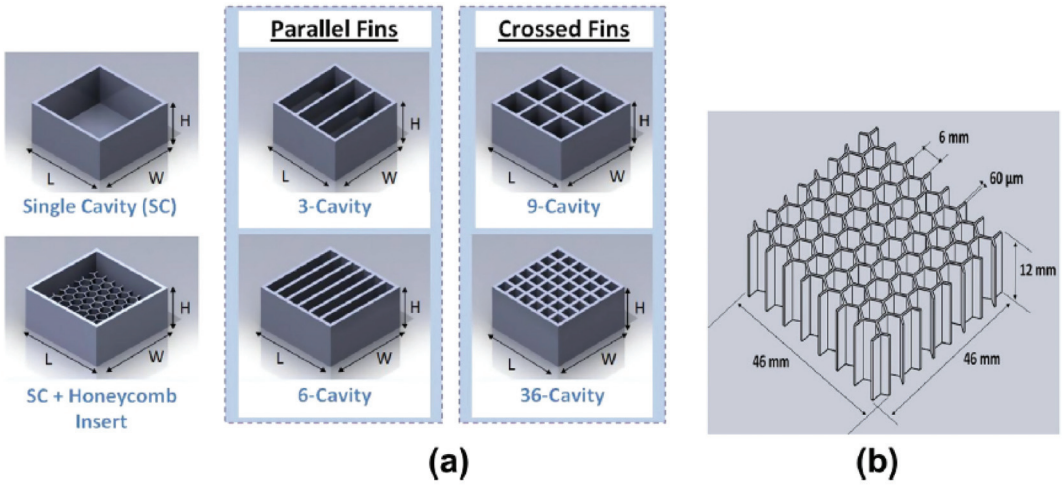 Parallel Fins
Crossed Fins
H
L
W
Single Cavity (SC)
H
L
W
3-Cavity
H
L
W
9-Cavity
H
L
W
SC + Honeycomb
Insert
H
L
W
6-Cavity
H
L
W
36-Cavity
(a)
6 mm
60 µm
12 mm
46 mm
46 mm
(b)